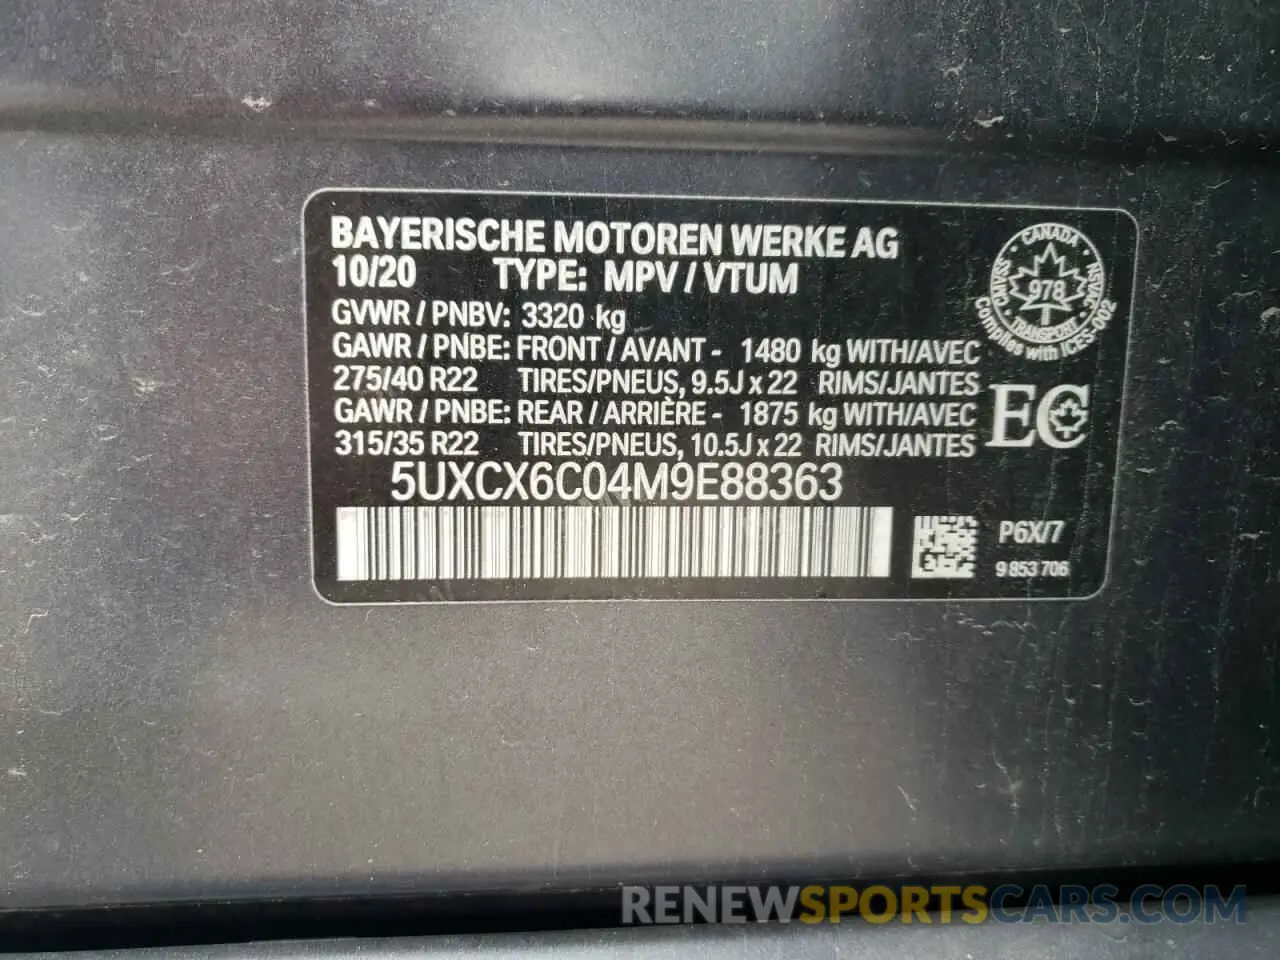 BAYERISCHE MOTOREN WERKE AG
10/20 TYPE: MPV / VTUM
GVWR / PNBV: 3320 kg
GAWR / PNBE: FRONT / AVANT - 1480 kg WITH/AVEC
275/40 R22 TIRES/PNEUS, 9.5J x 22 RIMS/JANTES
GAWR / PNBE: REAR / ARRIÈRE - 1875 kg WITH/AVEC
315/35 R22 TIRES/PNEUS, 10.5J x 22 RIMS/JANTES
5UXCX6C04M9E88363
CANADA
CMVSS
978
NSVAC
TRANSPORT
Complies with ICES-002
EC
P6X/7
9 853 706
RENEWSPORTSCARS.COM